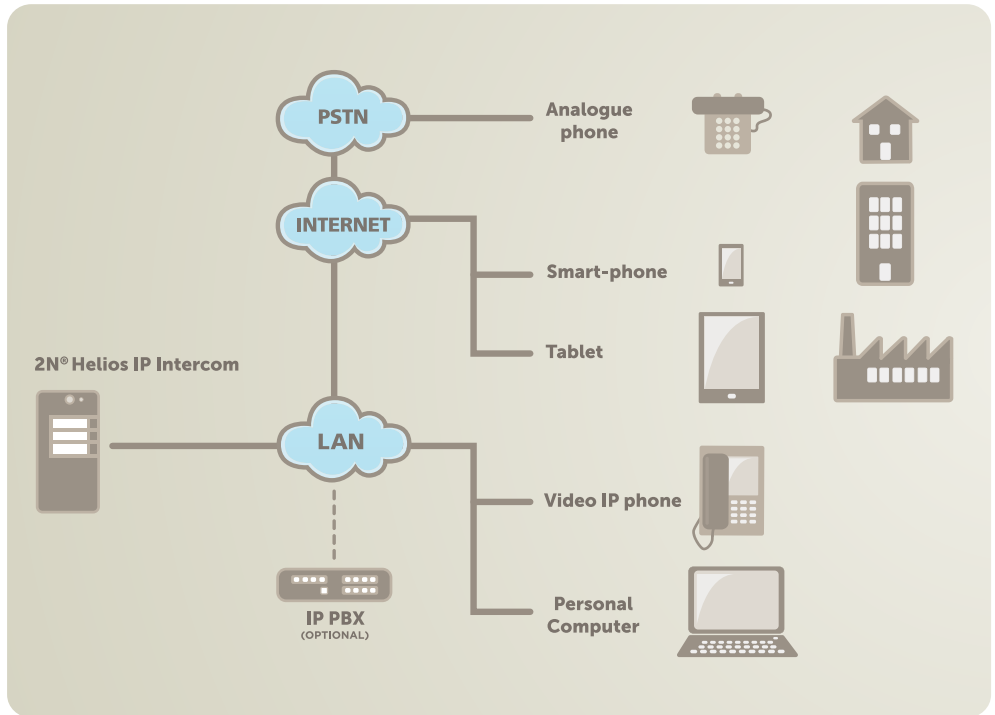 PSTN
Analogue
phone
INTERNET
Smart-phone
Tablet
2N® Helios IP Intercom
LAN
Video IP phone
IP PBX
(OPTIONAL)
Personal
Computer